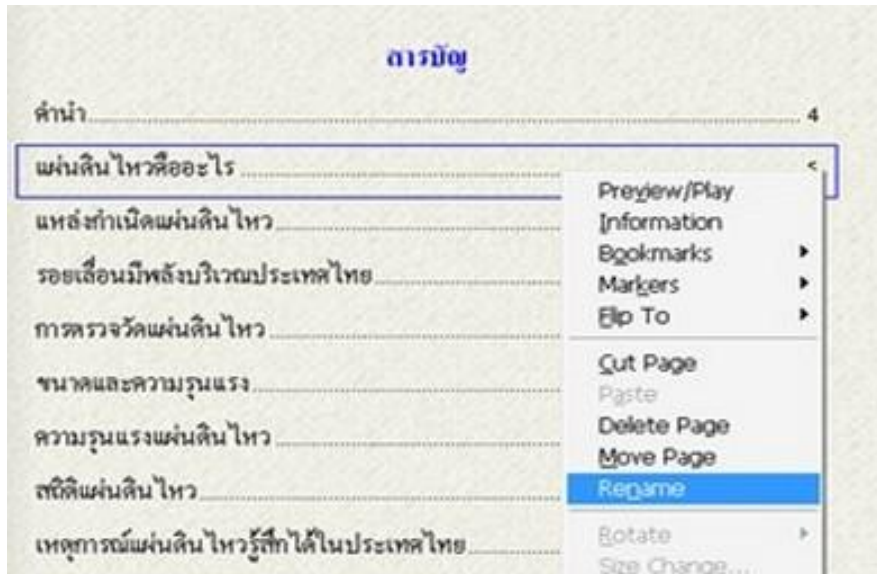 สารบัญ
คำนำ 4
แผ่นดินไหวคืออะไร 5
แหล่งกำเนิดแผ่นดินไหว
รอยเลื่อนมีพลังบริเวณประเทศไทย
การตรวจวัดแผ่นดินไหว
ขนาดและความรุนแรง
ความรุนแรงแผ่นดินไหว
สถิติแผ่นดินไหว
เหตุการณ์แผ่นดินไหวรู้สึกได้ในประเทศไทย
Preview/Play
Information
Bookmarks
Markers
Flip To
Cut Page
Paste
Delete Page
Move Page
Rename
Rotate
Size Change...